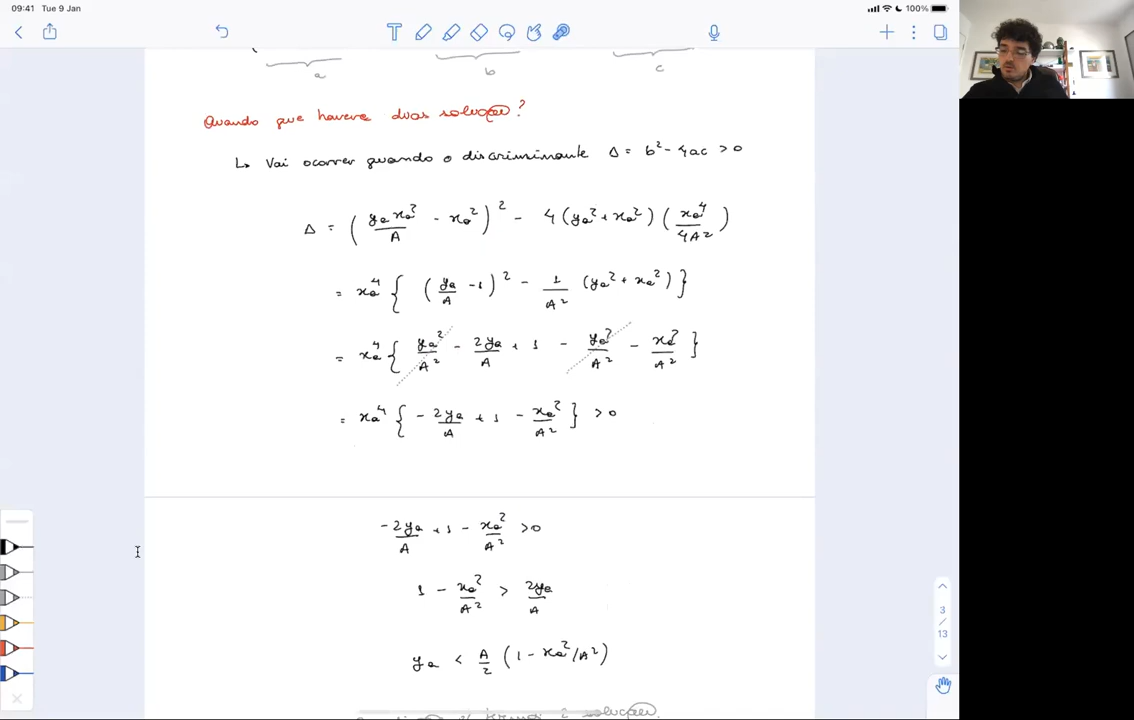 09:41 Tue 9 Jan 100%
a b c
Quando que haverá duas solução?
↳ Vai ocorrer quando o discriminante Δ = b² - 4ac > 0
Δ = (yₐxₐ²/A - xₐ²)² - 4(yₐ² + xₐ²)(xₐ⁴/4A²)
= xₐ⁴ { (yₐ/A - 1)² - 1/A² (yₐ² + xₐ²) }
= xₐ⁴ { yₐ²/A² - 2yₐ/A + 1 - yₐ²/A² - xₐ²/A² }
= xₐ⁴ { - 2yₐ/A + 1 - xₐ²/A² } > 0
-2yₐ/A + 1 - xₐ²/A² > 0
1 - xₐ²/A² > 2yₐ/A
yₐ < A/2 (1 - xₐ²/A²)
3
/
13